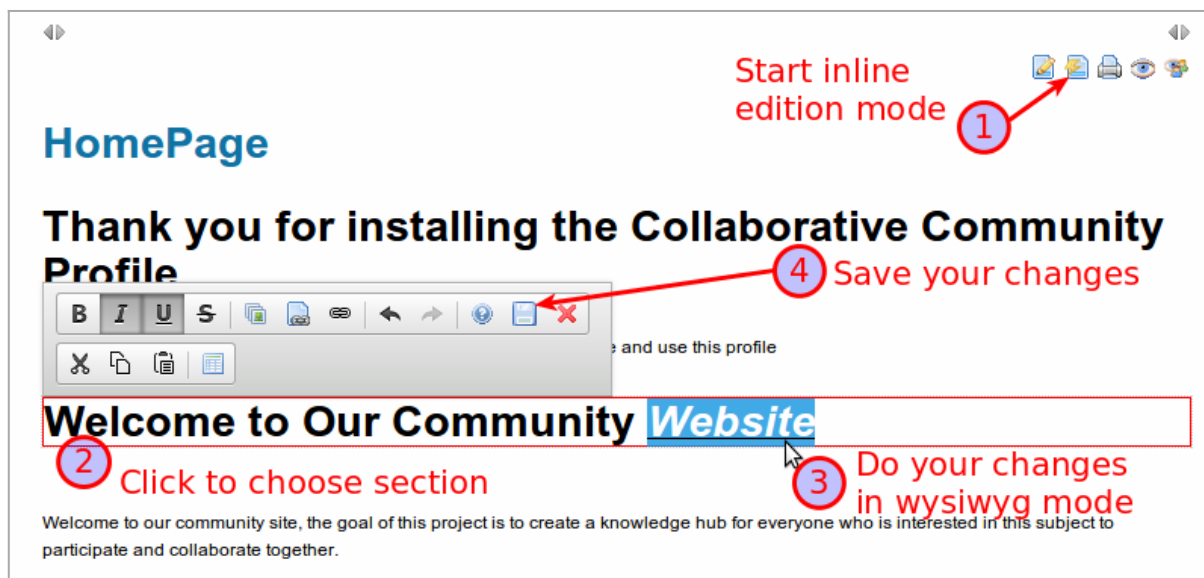 Start inline
edition mode
1
HomePage
Thank you for installing the Collaborative Community
Profile
4 Save your changes
B I U S
and use this profile
Welcome to Our Community Website
2 Click to choose section
3 Do your changes
in wysiwyg mode
Welcome to our community site, the goal of this project is to create a knowledge hub for everyone who is interested in this subject to
participate and collaborate together.